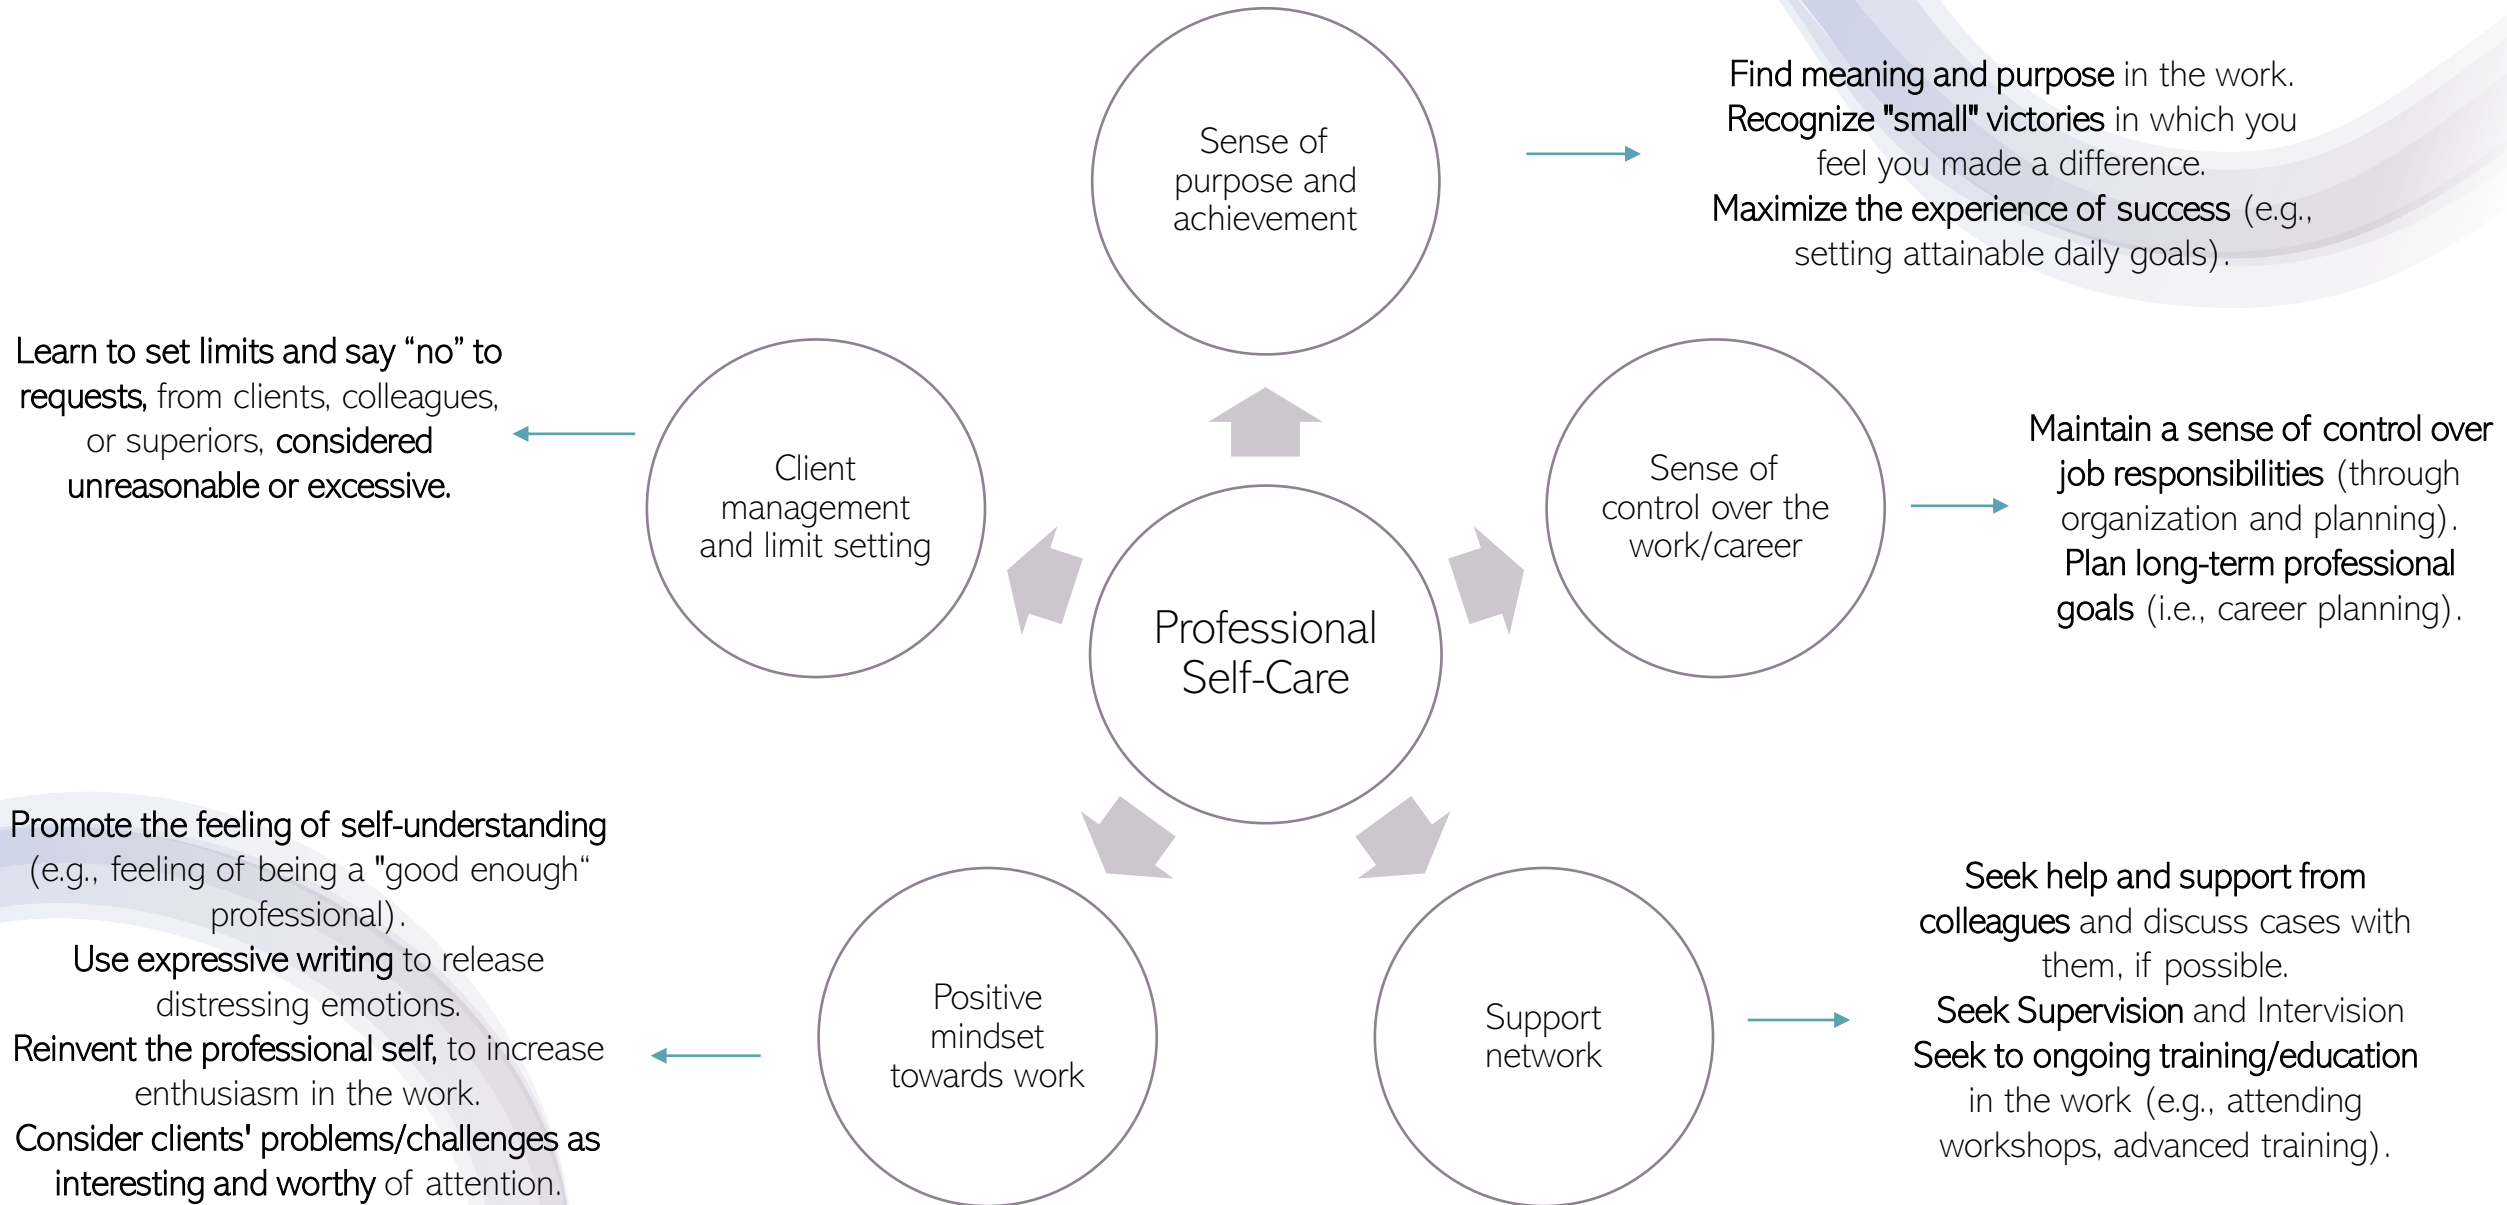 Sense of
purpose and
achievement
Find meaning and purpose in the work.
Recognize "small" victories in which you
feel you made a difference.
Maximize the experience of success (e.g.,
setting attainable daily goals).
Learn to set limits and say “no” to
requests, from clients, colleagues,
or superiors, considered
unreasonable or excessive.
Client
management
and limit setting
Sense of
control over the
work/career
Maintain a sense of control over
job responsibilities (through
organization and planning).
Plan long-term professional
goals (i.e., career planning).
Professional
Self-Care
Promote the feeling of self-understanding
(e.g., feeling of being a "good enough“
professional).
Use expressive writing to release
distressing emotions.
Reinvent the professional self, to increase
enthusiasm in the work.
Consider clients' problems/challenges as
interesting and worthy of attention.
Positive
mindset
towards work
Support
network
Seek help and support from
colleagues and discuss cases with
them, if possible.
Seek Supervision and Intervision
Seek to ongoing training/education
in the work (e.g., attending
workshops, advanced training).